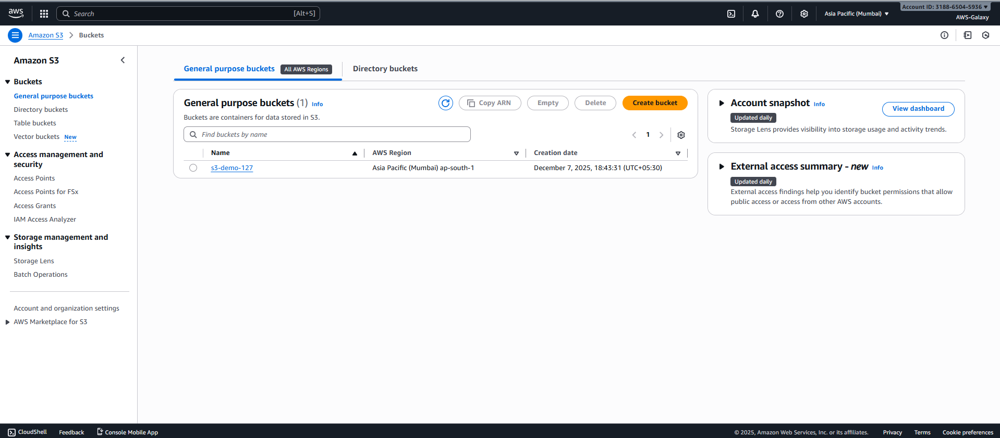 aws
Search [Alt+S]
Asia Pacific (Mumbai)
Account ID: 3188-6504-5936
AWS-Galaxy
Amazon S3 Buckets
Amazon S3
Buckets
General purpose buckets
Directory buckets
Table buckets
Vector buckets New
Access management and
security
Access Points
Access Points for FSx
Access Grants
IAM Access Analyzer
Storage management and
insights
Storage Lens
Batch Operations
Account and organization settings
AWS Marketplace for S3
General purpose buckets All AWS Regions Directory buckets
General purpose buckets (1) Info
Copy ARN Empty Delete Create bucket
Buckets are containers for data stored in S3.
Find buckets by name
1
Name AWS Region Creation date
s3-demo-127 Asia Pacific (Mumbai) ap-south-1 December 7, 2025, 18:43:31 (UTC+05:30)
Account snapshot Info
View dashboard
Updated daily
Storage Lens provides visibility into storage usage and activity trends.
External access summary - new Info
Updated daily
External access findings help you identify bucket permissions that allow
public access or access from other AWS accounts.
CloudShell Feedback Console Mobile App
© 2025, Amazon Web Services, Inc. or its affiliates. Privacy Terms Cookie preferences